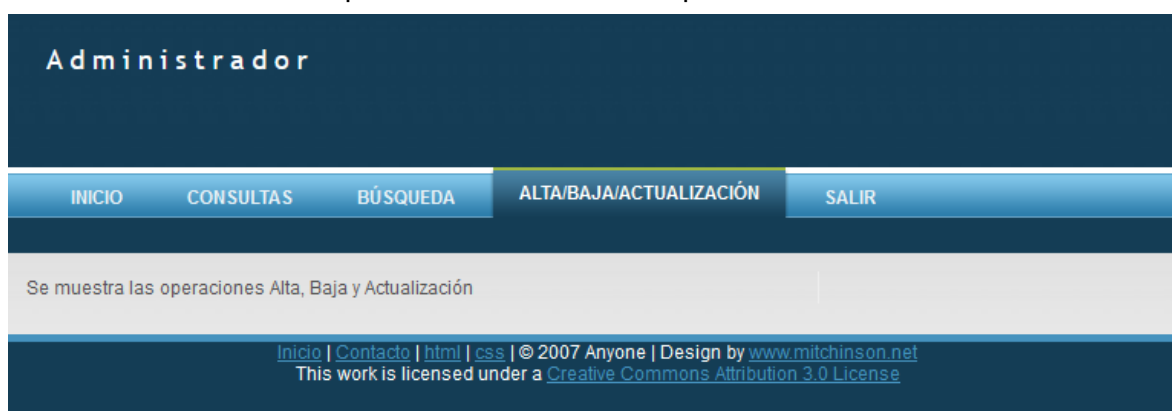 Administrador
INICIO CONSULTAS BÚSQUEDA ALTA/BAJA/ACTUALIZACIÓN SALIR
Se muestra las operaciones Alta, Baja y Actualización
Inicio | Contacto | html | css | © 2007 Anyone | Design by www.mitchinson.net
This work is licensed under a Creative Commons Attribution 3.0 License